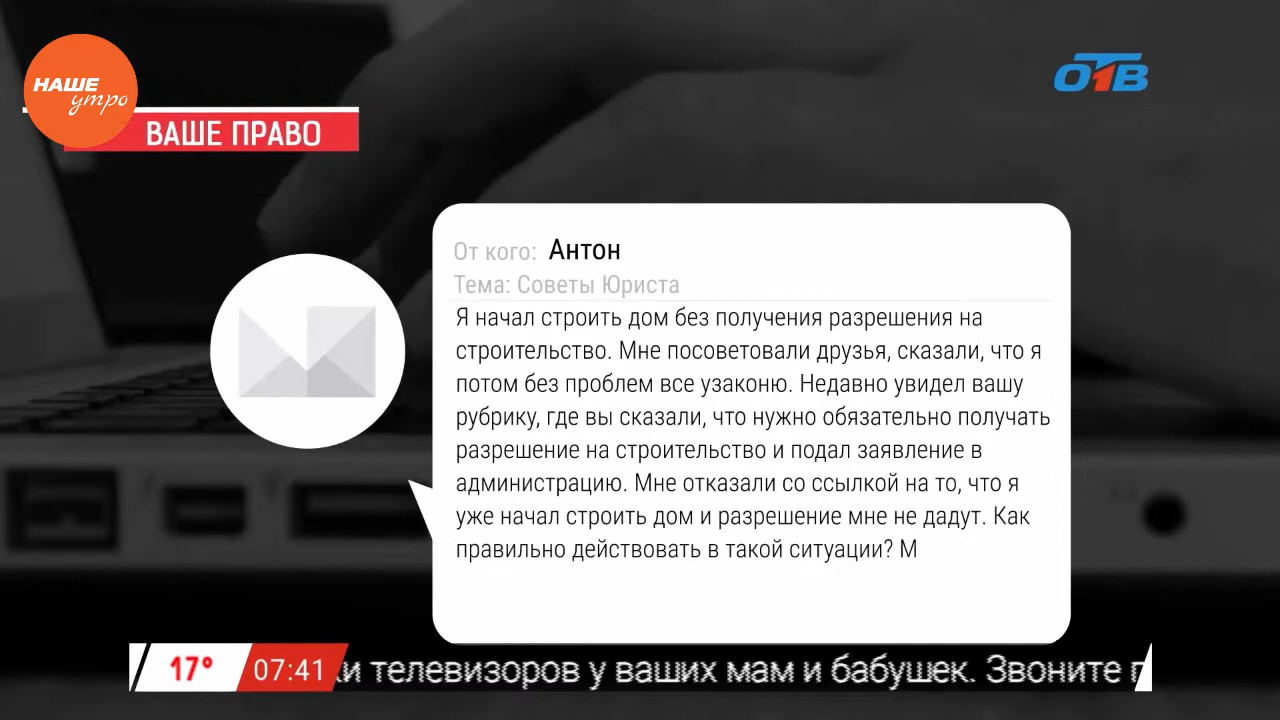 НАШЕ
утро
ОТВ
ВАШЕ ПРАВО
От кого: Антон
Тема: Советы Юриста
Я начал строить дом без получения разрешения на
строительство. Мне посоветовали друзья, сказали, что я
потом без проблем все узаконю. Недавно увидел вашу
рубрику, где вы сказали, что нужно обязательно получать
разрешение на строительство и подал заявление в
администрацию. Мне отказали со ссылкой на то, что я
уже начал строить дом и разрешение мне не дадут. Как
правильно действовать в такой ситуации? М
17° 07:41 и телевизоров у ваших мам и бабушек. Звоните